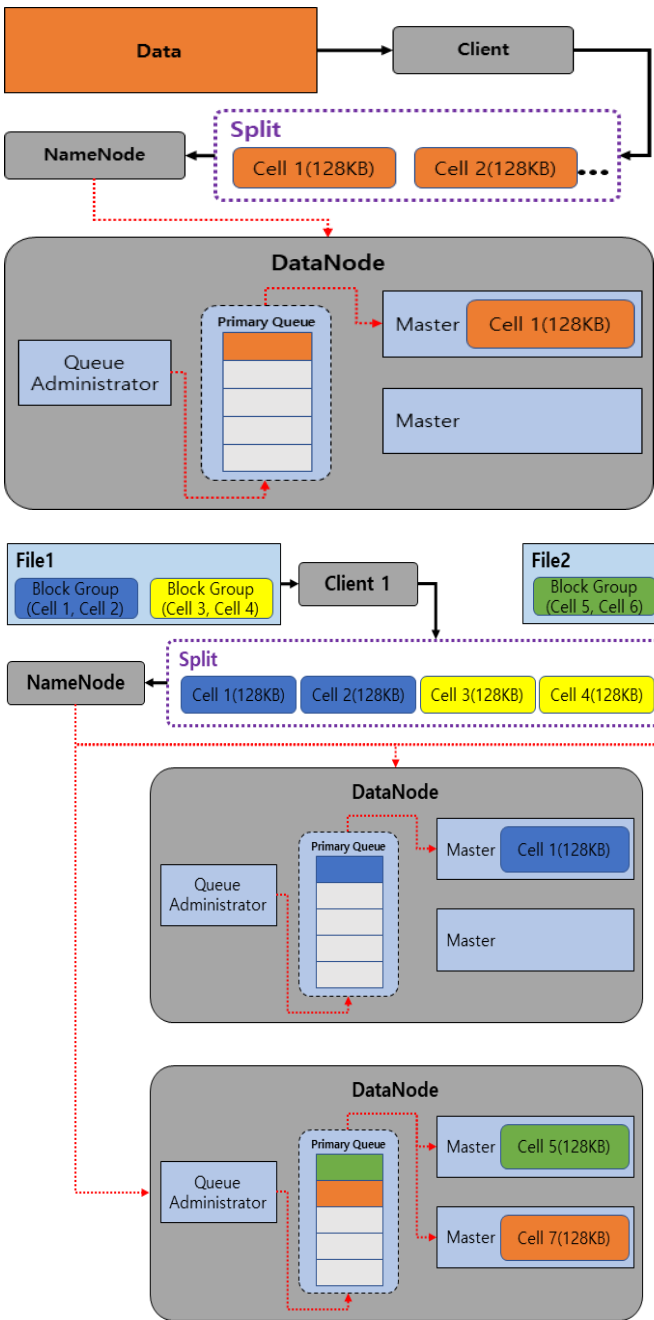 Data
Client
Split
NameNode
Cell 1(128KB)
Cell 2(128KB)
DataNode
Primary Queue
Master
Cell 1(128KB)
Queue
Administrator
Master
File1
Block Group
(Cell 1, Cell 2)
Block Group
(Cell 3, Cell 4)
Client 1
File2
Block Group
(Cell 5, Cell 6)
Split
NameNode
Cell 1(128KB)
Cell 2(128KB)
Cell 3(128KB)
Cell 4(128KB)
DataNode
Primary Queue
Master
Cell 1(128KB)
Queue
Administrator
Master
DataNode
Primary Queue
Master
Cell 5(128KB)
Queue
Administrator
Master
Cell 7(128KB)